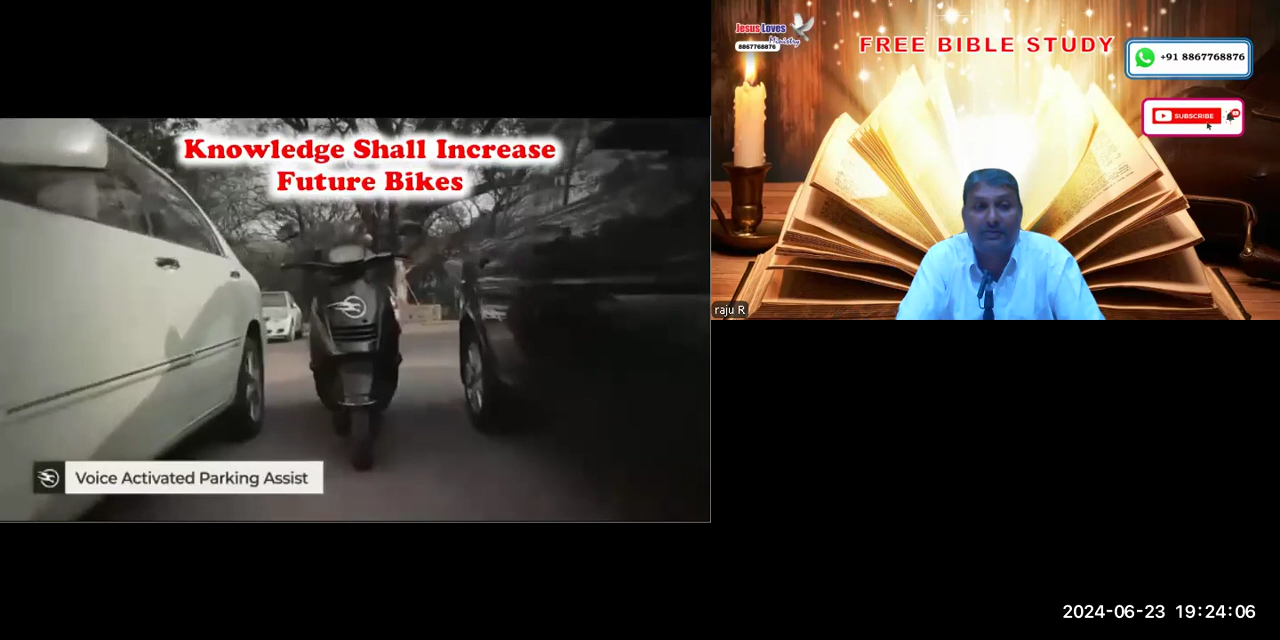 Knowledge Shall Increase
Future Bikes
Voice Activated Parking Assist
Jesus Loves
Ministry
8867768876
FREE BIBLE STUDY
+91 8867768876
SUBSCRIBE
raju R
2024-06-23 19:24:06